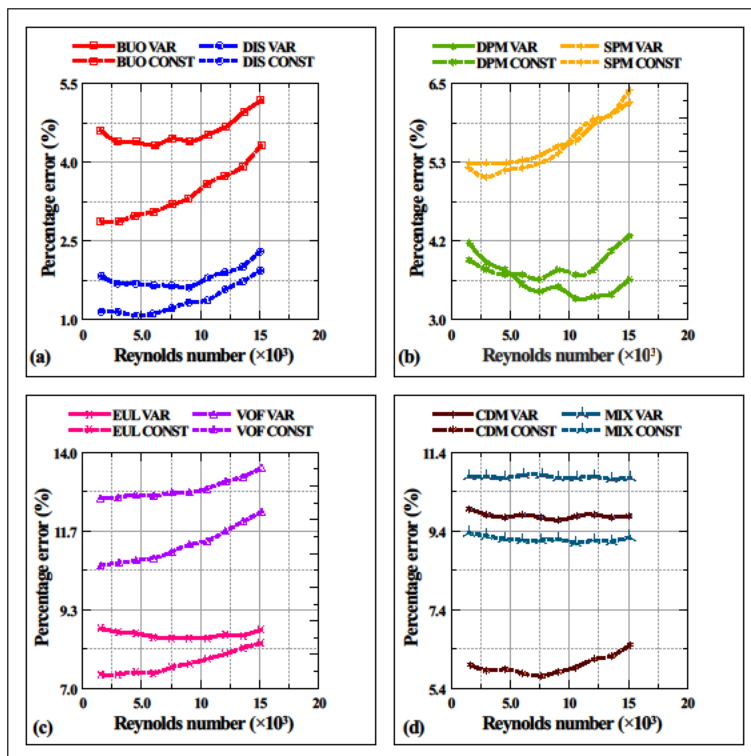 BUO VAR DIS VAR
BUO CONST DIS CONST
5.5
4.0
2.5
1.0
Percentage error (%)
0 5.0 10 15 20
(a) Reynolds number (×10³)
DPM VAR SPM VAR
DPM CONST SPM CONST
6.5
5.3
4.2
3.0
Percentage error (%)
0 5.0 10 15 20
(b) Reynolds number (×10³)
EUL VAR VOF VAR
EUL CONST VOF CONST
14.0
11.7
9.3
7.0
Percentage error (%)
0 5.0 10 15 20
(c) Reynolds number (×10³)
CDM VAR MIX VAR
CDM CONST MIX CONST
11.4
9.4
7.4
5.4
Percentage error (%)
0 5.0 10 15 20
(d) Reynolds number (×10³)